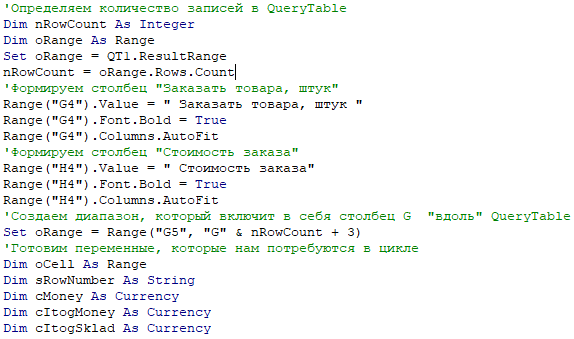 'Определяем количество записей в QueryTable
Dim nRowCount As Integer
Dim oRange As Range
Set oRange = QT1.ResultRange
nRowCount = oRange.Rows.Count
'Формируем столбец "Заказать товара, штук"
Range("G4").Value = " Заказать товара, штук "
Range("G4").Font.Bold = True
Range("G4").Columns.AutoFit
'Формируем столбец "Стоимость заказа"
Range("H4").Value = " Стоимость заказа"
Range("H4").Font.Bold = True
Range("H4").Columns.AutoFit
'Создаем диапазон, который включит в себя столбец G  "вдоль" QueryTable
Set oRange = Range("G5", "G" & nRowCount + 3)
'Готовим переменные, которые нам потребуются в цикле
Dim oCell As Range
Dim sRowNumber As String
Dim cMoney As Currency
Dim cItogMoney As Currency
Dim cItogSklad As Currency